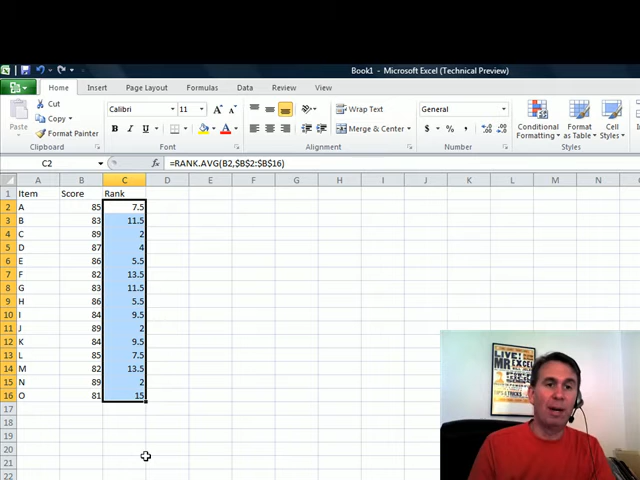 Book1 - Microsoft Excel (Technical Preview)
Home Insert Page Layout Formulas Data Review View
Paste
Cut
Copy
Format Painter
Clipboard
Calibri 11
B I U
Font
Wrap Text
Merge & Center
Alignment
General
$ % ,
Number
Conditional Formatting
Format as Table
Cell Styles
Styles
C2 fx =RANK.AVG(B2,$B$2:$B$16)
A B C D E F G H I J K L M N
1 Item Score Rank
2 A 85 7.5
3 B 83 11.5
4 C 89 2
5 D 87 4
6 E 86 5.5
7 F 82 13.5
8 G 83 11.5
9 H 86 5.5
10 I 84 9.5
11 J 89 2
12 K 84 9.5
13 L 85 7.5
14 M 82 13.5
15 N 89 2
16 O 81 15
17
18
19
20
21
22
LIVE!
MR EXCEL